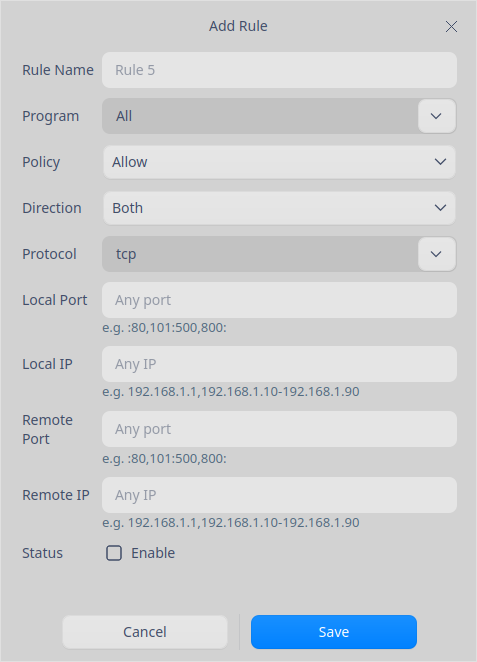 Add Rule
Rule Name Rule 5
Program All
Policy Allow
Direction Both
Protocol tcp
Local Port Any port
e.g. :80,101:500,800:
Local IP Any IP
e.g. 192.168.1.1,192.168.1.10-192.168.1.90
Remote
Port Any port
e.g. :80,101:500,800:
Remote IP Any IP
e.g. 192.168.1.1,192.168.1.10-192.168.1.90
Status Enable
Cancel Save